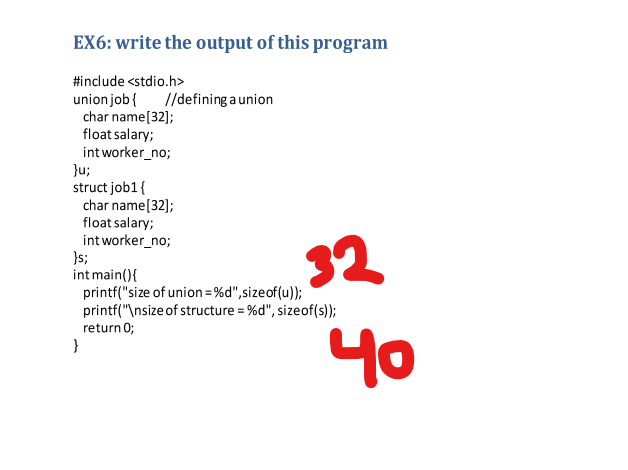 EX6: write the output of this program
#include <stdio.h>
union job {        //defining a union
char name[32];
float salary;
int worker_no;
}u;
struct job1 {
char name[32];
float salary;
int worker_no;
}s;
32
int main(){
printf("size of union = %d",sizeof(u));
printf("\nsize of structure = %d", sizeof(s));
return 0;
40
}